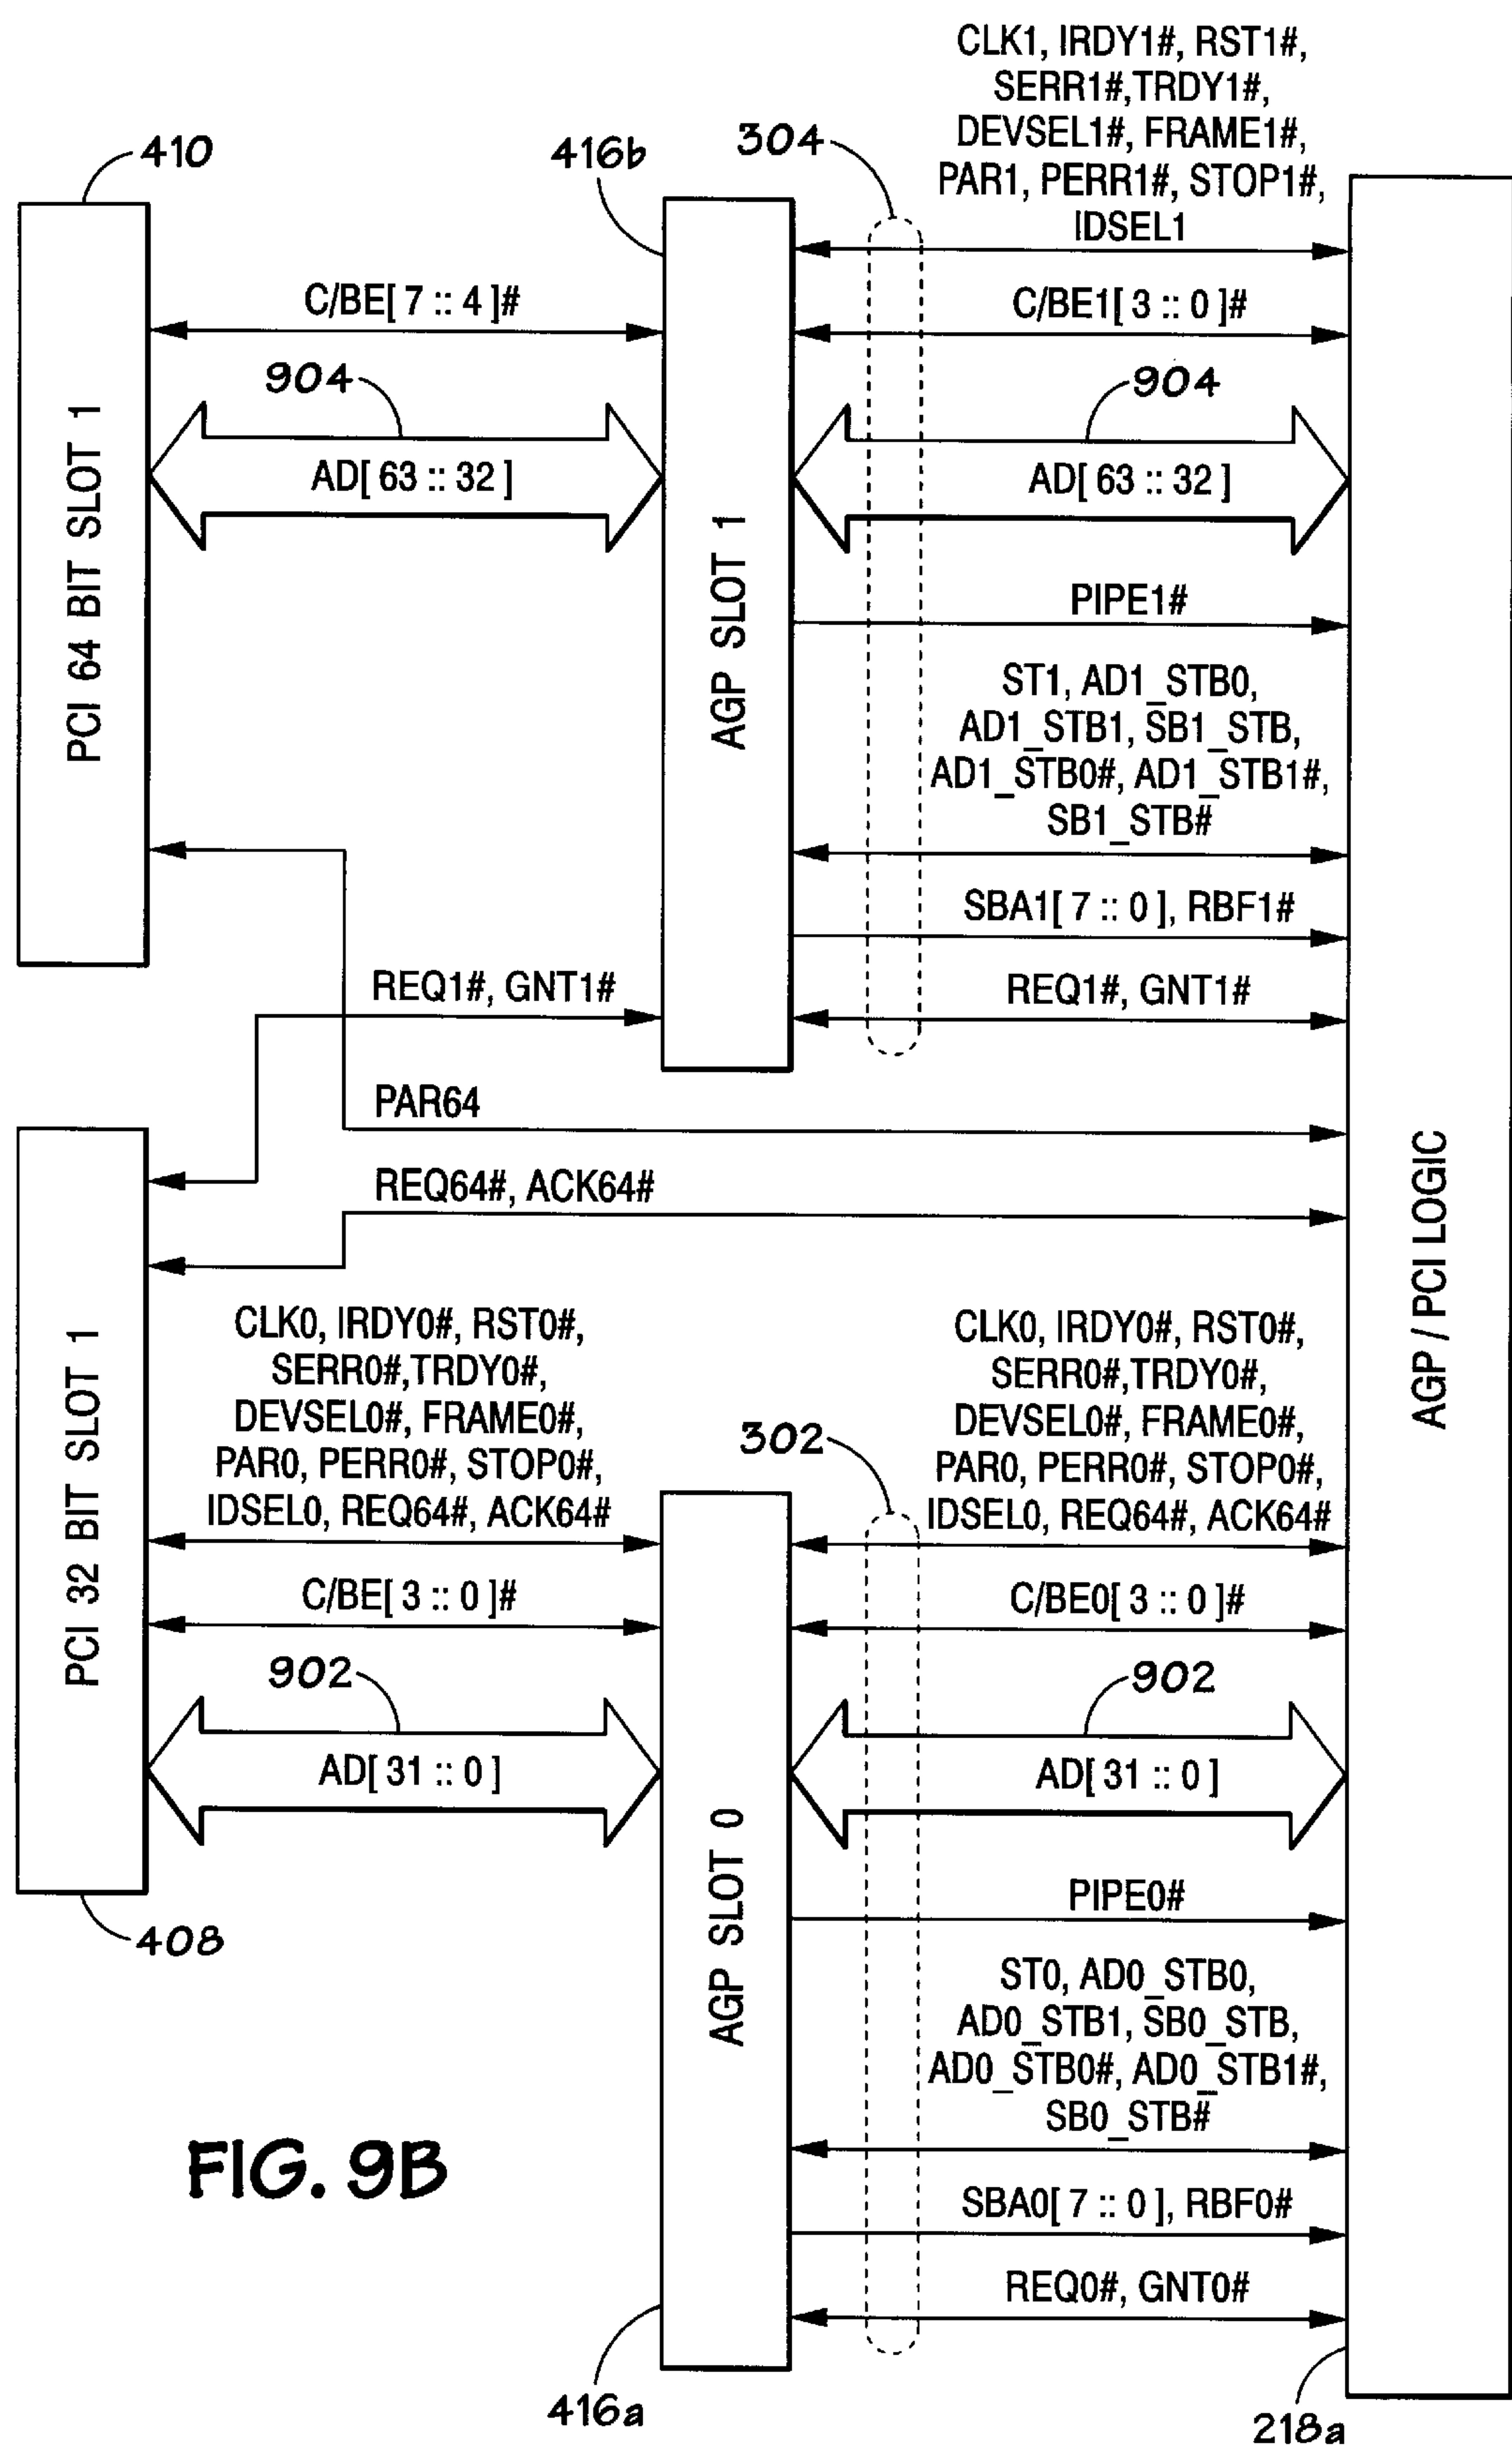 CLK1, IRDY1#, RST1#,
SERR1#,TRDY1#,
DEVSEL1#, FRAME1#,
PAR1, PERR1#, STOP1#,
IDSEL1
410
416b
304
C/BE[ 7 :: 4 ]#
C/BE1[ 3 :: 0 ]#
904
904
AD[ 63 :: 32 ]
AD[ 63 :: 32 ]
PCI 64 BIT SLOT 1
AGP SLOT 1
PIPE1#
ST1, AD1_STB0,
AD1_STB1, SB1_STB,
AD1_STB0#, AD1_STB1#,
SB1_STB#
SBA1[ 7 :: 0 ], RBF1#
REQ1#, GNT1#
REQ1#, GNT1#
PAR64
REQ64#, ACK64#
AGP / PCI LOGIC
PCI 32 BIT SLOT 1
CLK0, IRDY0#, RST0#,
SERR0#,TRDY0#,
DEVSEL0#, FRAME0#,
PAR0, PERR0#, STOP0#,
IDSEL0, REQ64#, ACK64#
302
CLK0, IRDY0#, RST0#,
SERR0#,TRDY0#,
DEVSEL0#, FRAME0#,
PAR0, PERR0#, STOP0#,
IDSEL0, REQ64#, ACK64#
C/BE[ 3 :: 0 ]#
C/BE0[ 3 :: 0 ]#
902
902
AD[ 31 :: 0 ]
AD[ 31 :: 0 ]
AGP SLOT 0
408
PIPE0#
ST0, AD0_STB0,
AD0_STB1, SB0_STB,
AD0_STB0#, AD0_STB1#,
SB0_STB#
FIG. 9B
SBA0[ 7 :: 0 ], RBF0#
REQ0#, GNT0#
416a
218a